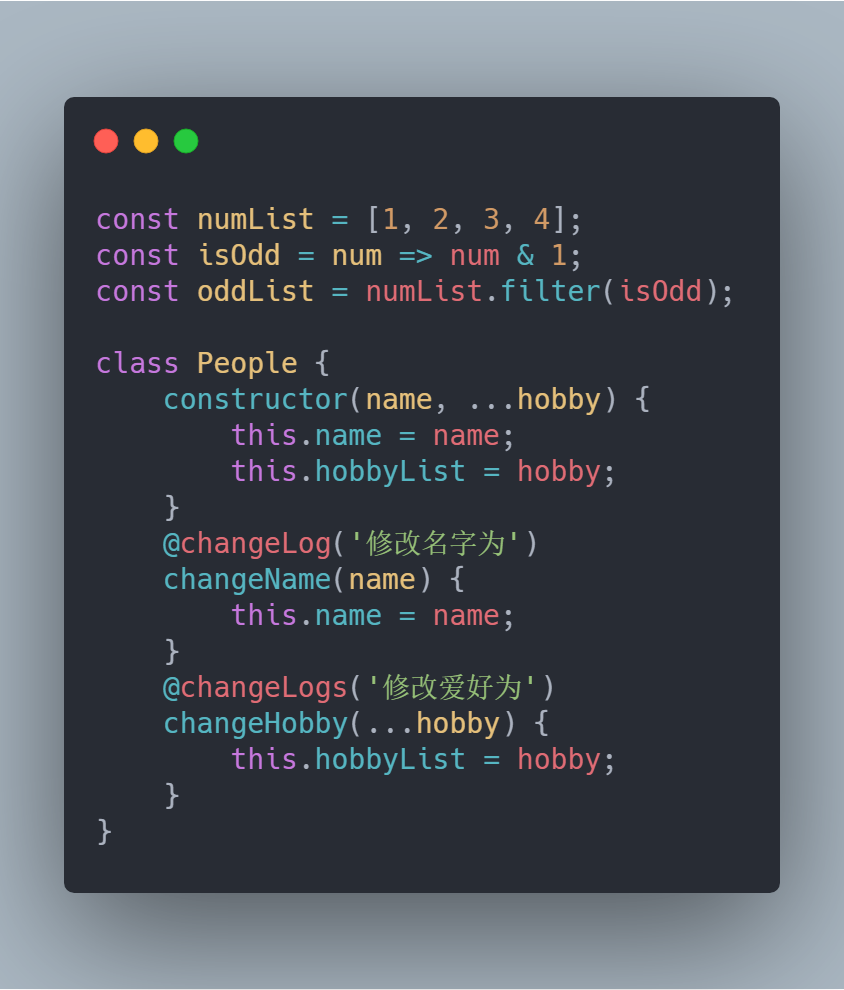 const numList = [1, 2, 3, 4];
const isOdd = num => num & 1;
const oddList = numList.filter(isOdd);

class People {
    constructor(name, ...hobby) {
        this.name = name;
        this.hobbyList = hobby;
    }
    @changeLog('修改名字为')
    changeName(name) {
        this.name = name;
    }
    @changeLogs('修改爱好为')
    changeHobby(...hobby) {
        this.hobbyList = hobby;
    }
}